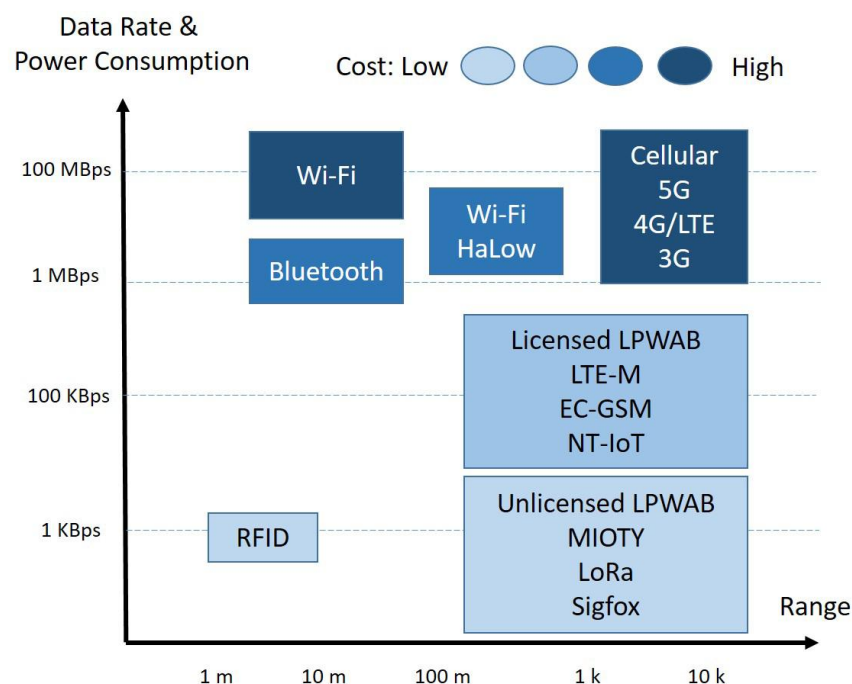 Data Rate &
Power Consumption
Cost: Low
High
100 MBps
1 MBps
100 KBps
1 KBps
Wi-Fi
Bluetooth
Wi-Fi
HaLow
Cellular
5G
4G/LTE
3G
Licensed LPWAB
LTE-M
EC-GSM
NT-IoT
RFID
Unlicensed LPWAB
MIOTY
LoRa
Sigfox
Range
1 m
10 m
100 m
1 k
10 k